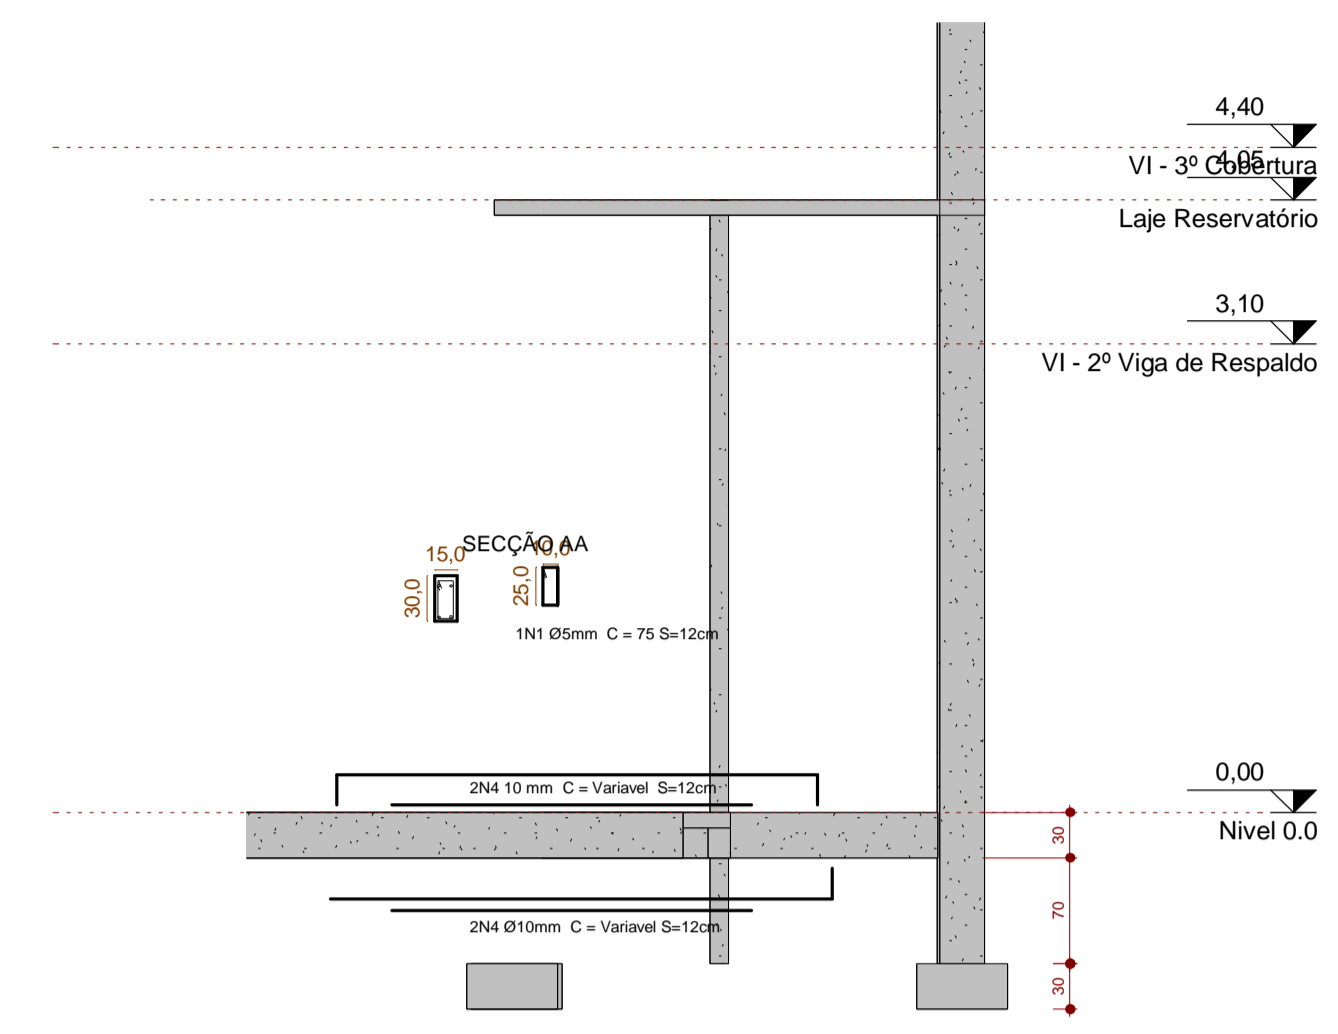 4,40
VI - 3º Cobertura
4,05
Laje Reservatório
3,10
VI - 2º Viga de Respaldo
SECÇÃO AA
15,0
10,0
30,0
25,0
1N1 Ø5mm C = 75 S=12cm
0,00
2N4 10 mm C = Variavel S=12cm
Nivel 0.0
30
70
2N4 Ø10mm C = Variavel S=12cm
30